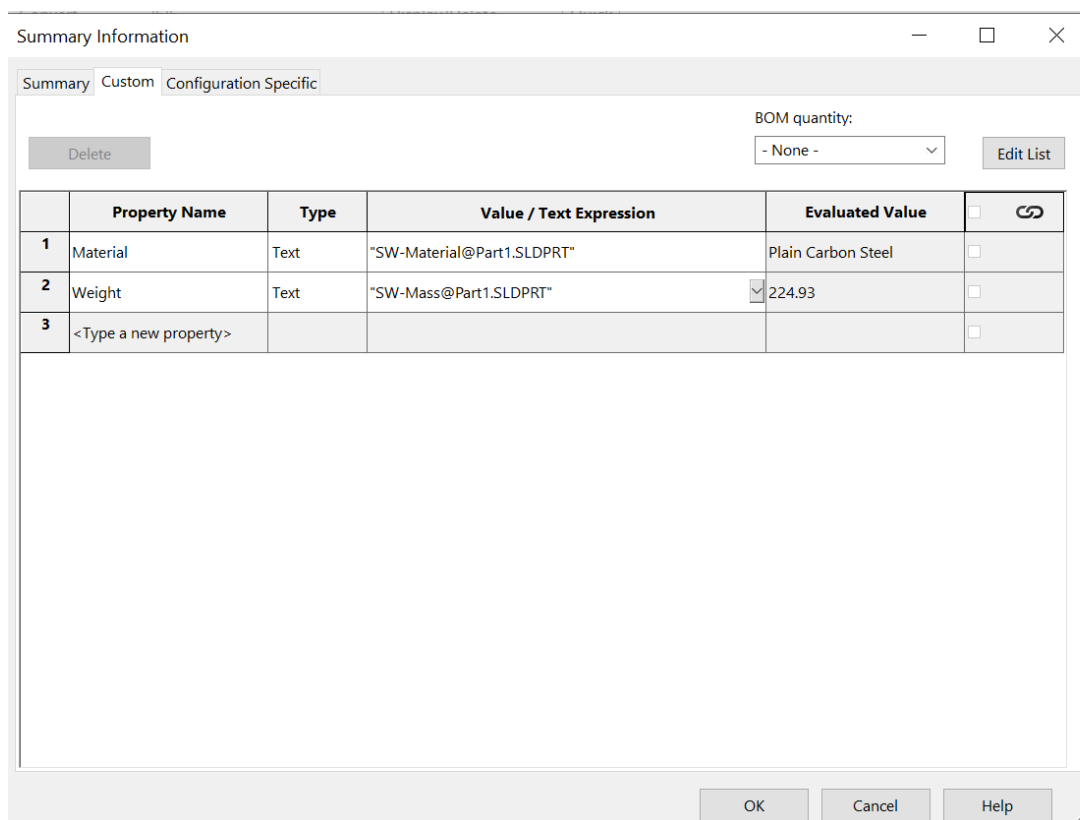 Summary Information
Summary Custom Configuration Specific
BOM quantity:
Delete - None - Edit List
Property Name Type Value / Text Expression Evaluated Value
1 Material Text "SW-Material@Part1.SLDPRT" Plain Carbon Steel
2 Weight Text "SW-Mass@Part1.SLDPRT" 224.93
3 <Type a new property>
OK Cancel Help